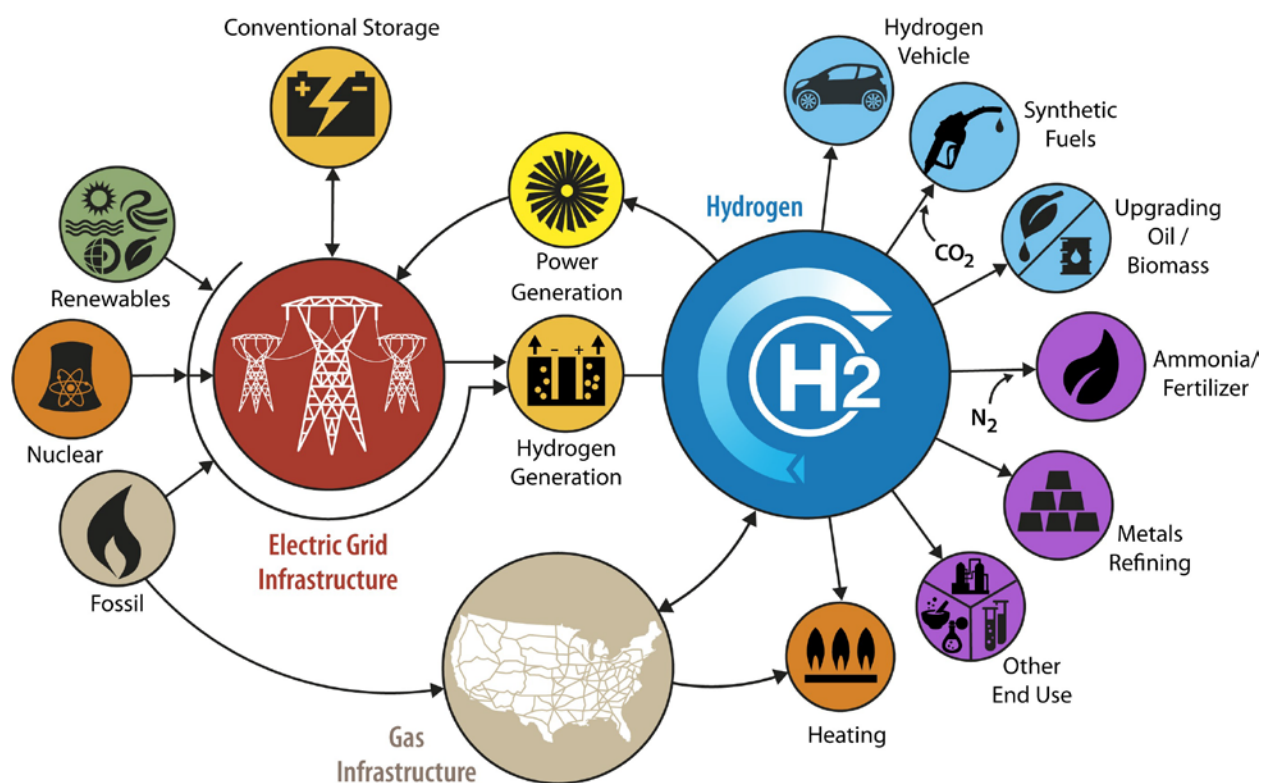 Conventional Storage
+
−
Hydrogen
Vehicle
Synthetic
Fuels
CO2
Upgrading
Oil /
Biomass
Renewables
Power
Generation
Hydrogen
H2
Ammonia/
Fertilizer
N2
Nuclear
− +
Hydrogen
Generation
Electric Grid
Infrastructure
Metals
Refining
Fossil
Other
End Use
Heating
Gas
Infrastructure